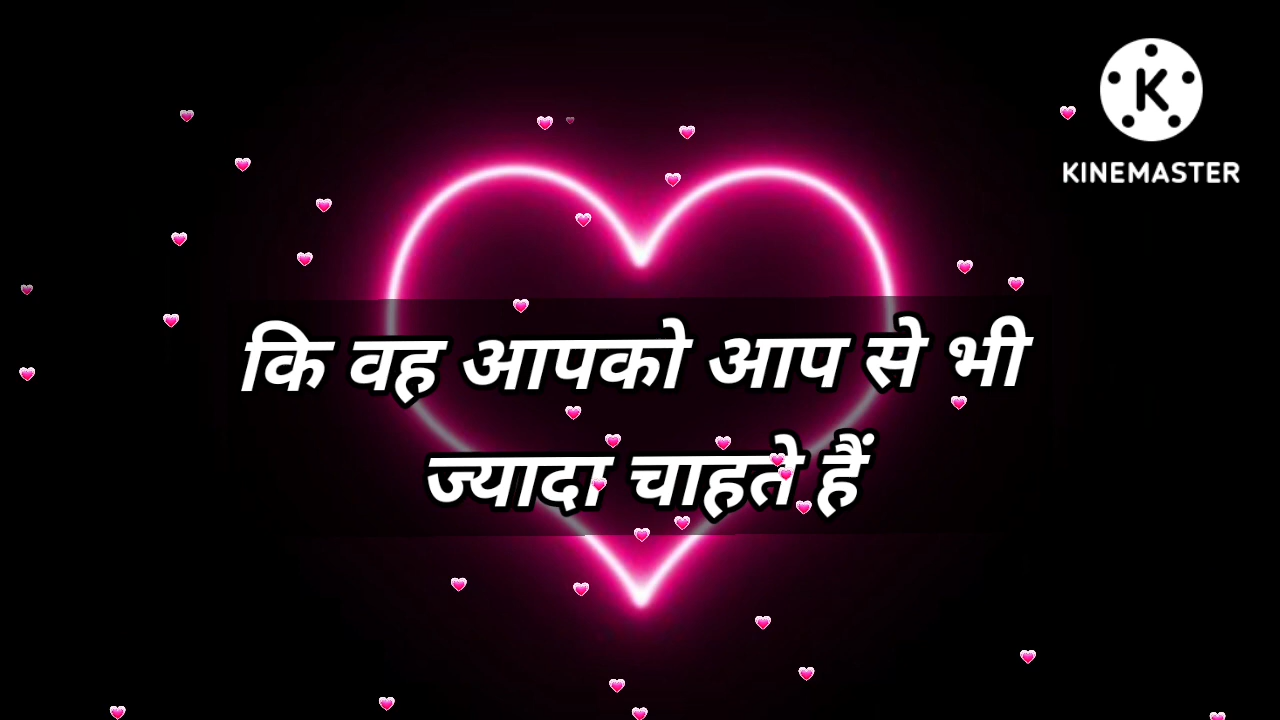 K
KINEMASTER
कि वह आपको आप से भी
ज्यादा चाहते हैं